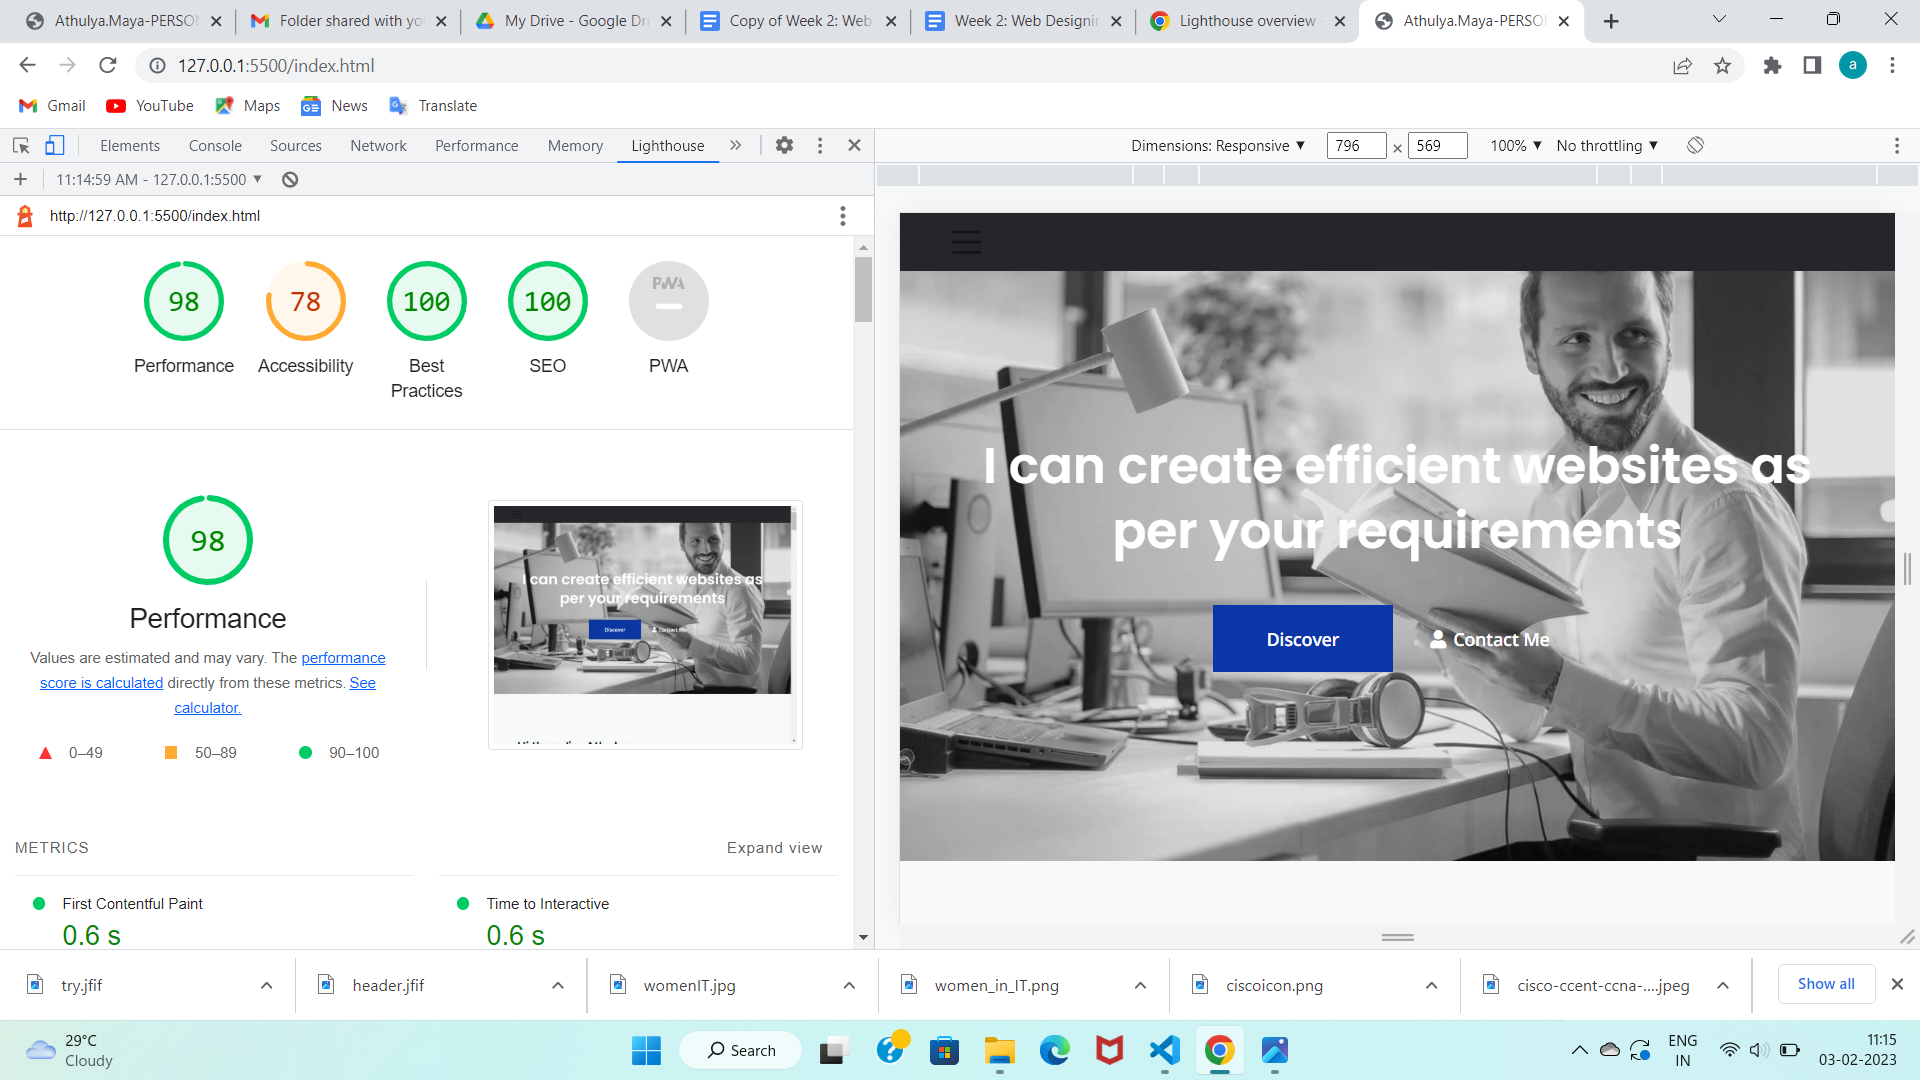 Athulya.Maya-PERSON
Folder shared with you
My Drive - Google Dri
Copy of Week 2: Web
Week 2: Web Designin
Lighthouse overview -
Athulya.Maya-PERSON
127.0.0.1:5500/index.html
a
Gmail
YouTube
Maps
News
Translate
Elements
Console
Sources
Network
Performance
Memory
Lighthouse
Dimensions: Responsive
796 × 569
100%
No throttling
11:14:59 AM - 127.0.0.1:5500
http://127.0.0.1:5500/index.html
98
78
100
100
PWA
Performance
Accessibility
Best
Practices
SEO
PWA
98
Performance
Values are estimated and may vary. The performance
score is calculated directly from these metrics. See
calculator.
0–49
50–89
90–100
I can create efficient websites as
per your requirements
Discover
Contact Me
METRICS
Expand view
First Contentful Paint
0.6 s
Time to Interactive
0.6 s
I can create efficient websites as
per your requirements
Discover
Contact Me
try.jfif
header.jfif
womenIT.jpg
women_in_IT.png
ciscoicon.png
cisco-ccent-ccna-....jpeg
Show all
29°C
Cloudy
Search
ENG
IN
11:15
03-02-2023